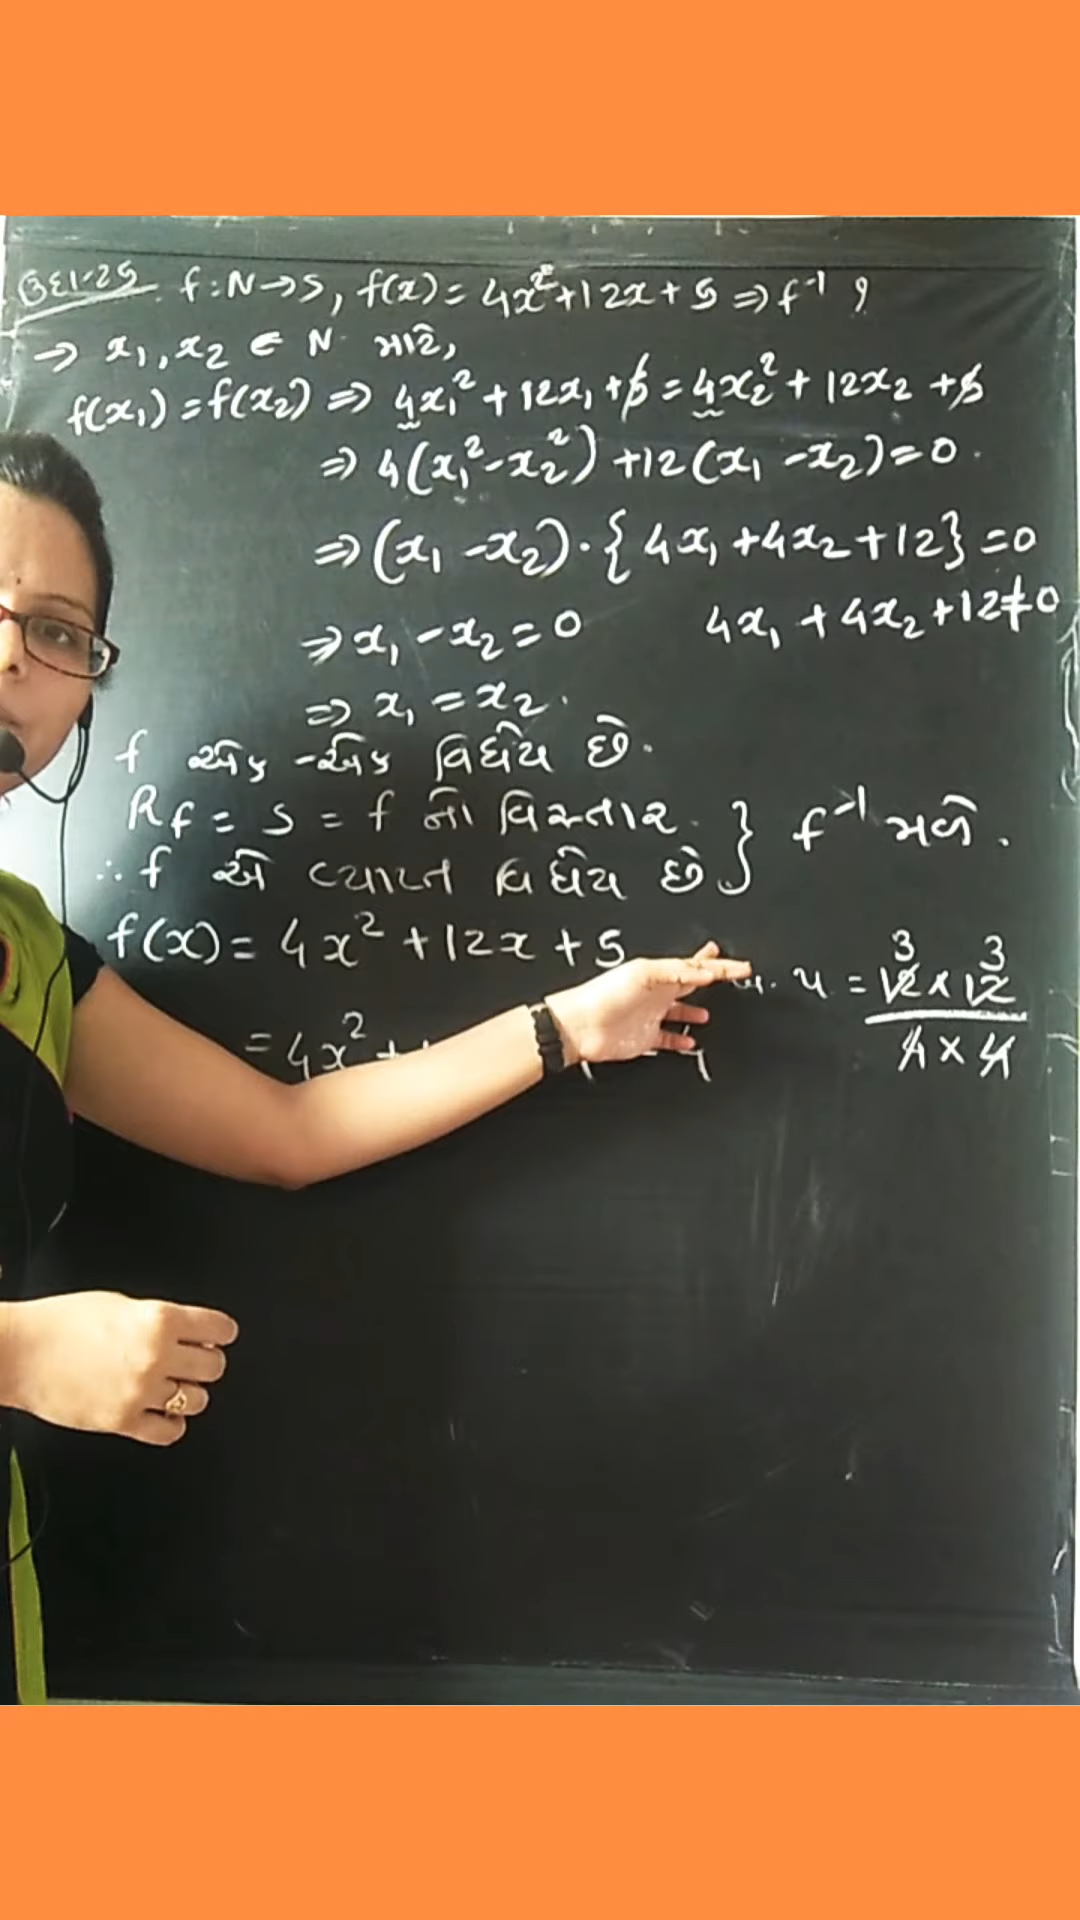 ઉદા-25. f : N → S, f(x) = 4x² + 12x + 5 ⇒ f⁻¹ ?
→ x₁, x₂ ∈ N માટે,
f(x₁) = f(x₂) ⇒ 4x₁² + 12x₁ + 5 = 4x₂² + 12x₂ + 5
⇒ 4(x₁² - x₂²) + 12(x₁ - x₂) = 0.
⇒ (x₁ - x₂) · {4x₁ + 4x₂ + 12} = 0
⇒ x₁ - x₂ = 0 4x₁ + 4x₂ + 12 ≠ 0
⇒ x₁ = x₂.
f એક - એક વિધેય છે.
Rf = S = f નો વિસ્તાર. } f⁻¹ મળે.
∴ f એ વ્યાપ્ત વિધેય છે
f(x) = 4x² + 12x + 5
પ = 12 × 12 / 4 × 4 3 3
= 4x² +